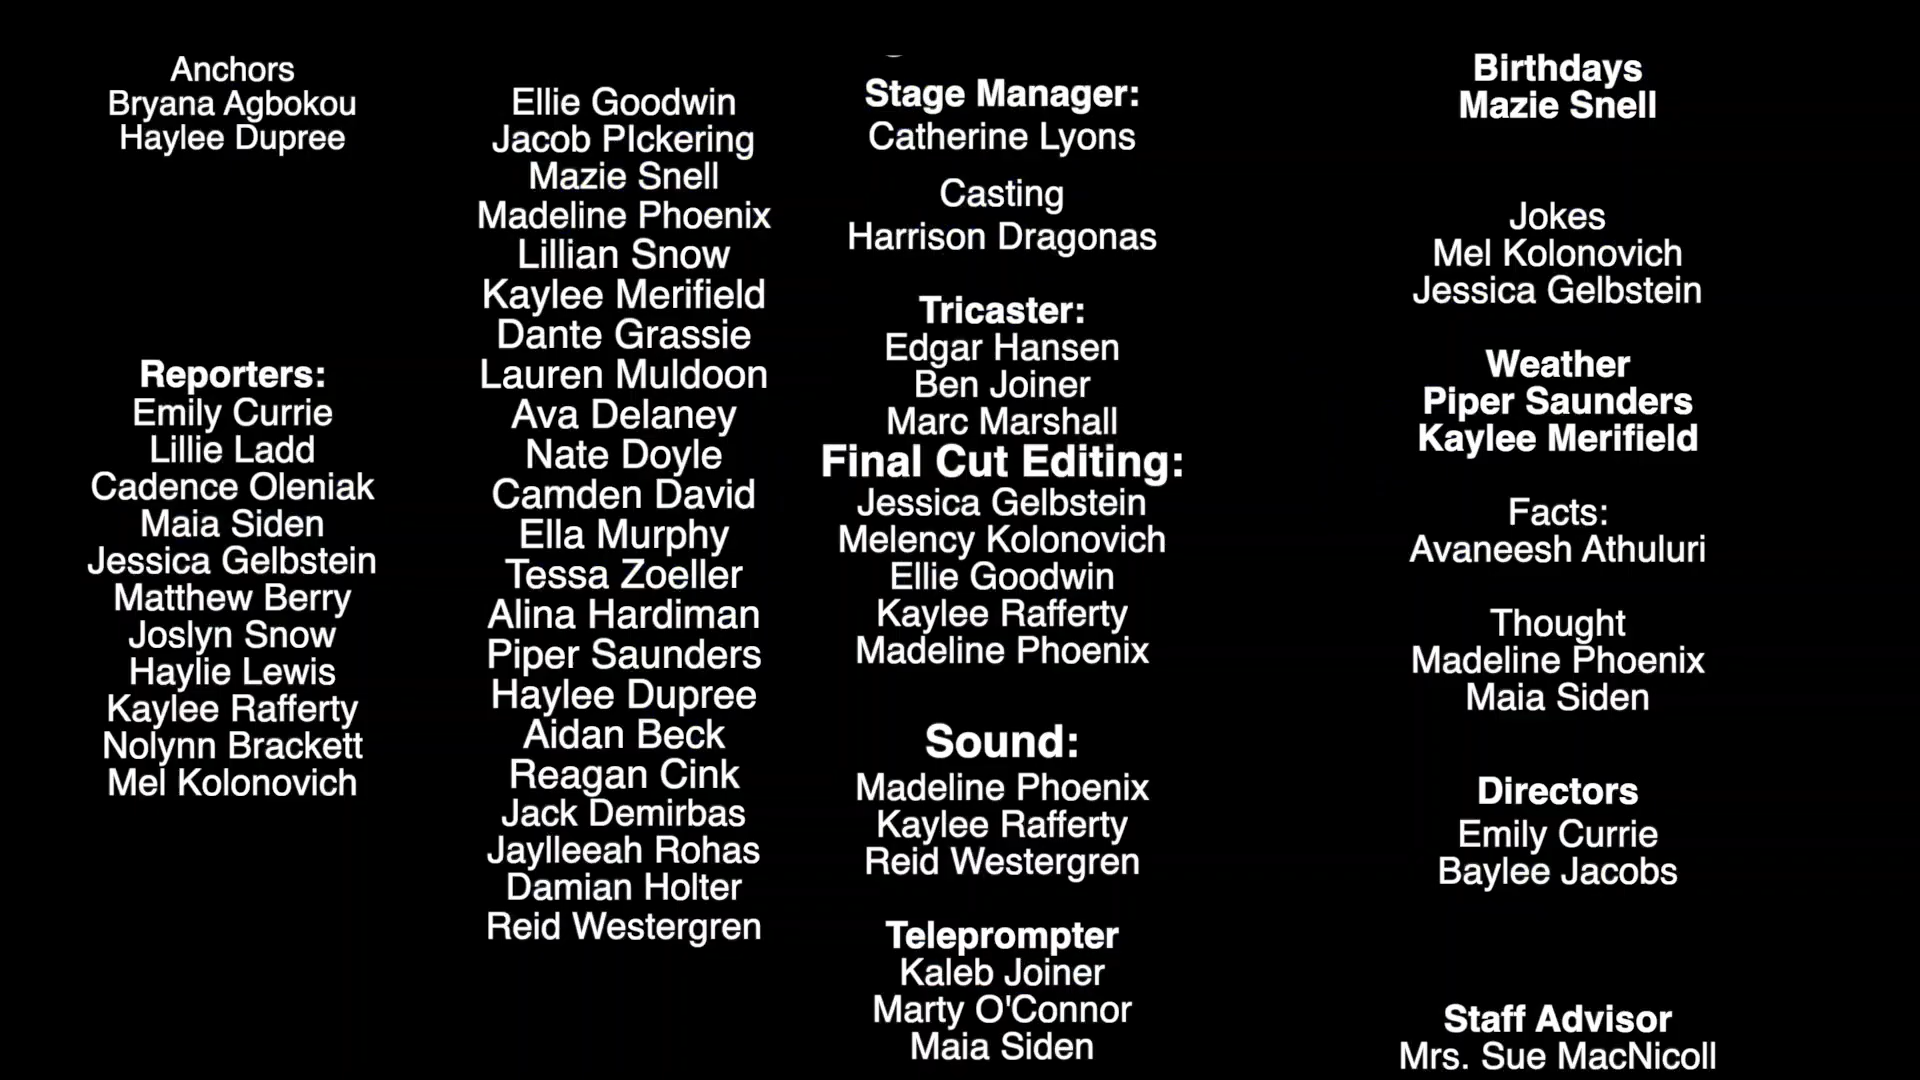 Anchors
Bryana Agbokou
Haylee Dupree
Reporters:
Emily Currie
Lillie Ladd
Cadence Oleniak
Maia Siden
Jessica Gelbstein
Matthew Berry
Joslyn Snow
Haylie Lewis
Kaylee Rafferty
Nolynn Brackett
Mel Kolonovich
Ellie Goodwin
Jacob PIckering
Mazie Snell
Madeline Phoenix
Lillian Snow
Kaylee Merifield
Dante Grassie
Lauren Muldoon
Ava Delaney
Nate Doyle
Camden David
Ella Murphy
Tessa Zoeller
Alina Hardiman
Piper Saunders
Haylee Dupree
Aidan Beck
Reagan Cink
Jack Demirbas
Jaylleeah Rohas
Damian Holter
Reid Westergren
Stage Manager:
Catherine Lyons
Casting
Harrison Dragonas
Tricaster:
Edgar Hansen
Ben Joiner
Marc Marshall
Final Cut Editing:
Jessica Gelbstein
Melency Kolonovich
Ellie Goodwin
Kaylee Rafferty
Madeline Phoenix
Sound:
Madeline Phoenix
Kaylee Rafferty
Reid Westergren
Teleprompter
Kaleb Joiner
Marty O'Connor
Maia Siden
Birthdays
Mazie Snell
Jokes
Mel Kolonovich
Jessica Gelbstein
Weather
Piper Saunders
Kaylee Merifield
Facts:
Avaneesh Athuluri
Thought
Madeline Phoenix
Maia Siden
Directors
Emily Currie
Baylee Jacobs
Staff Advisor
Mrs. Sue MacNicoll